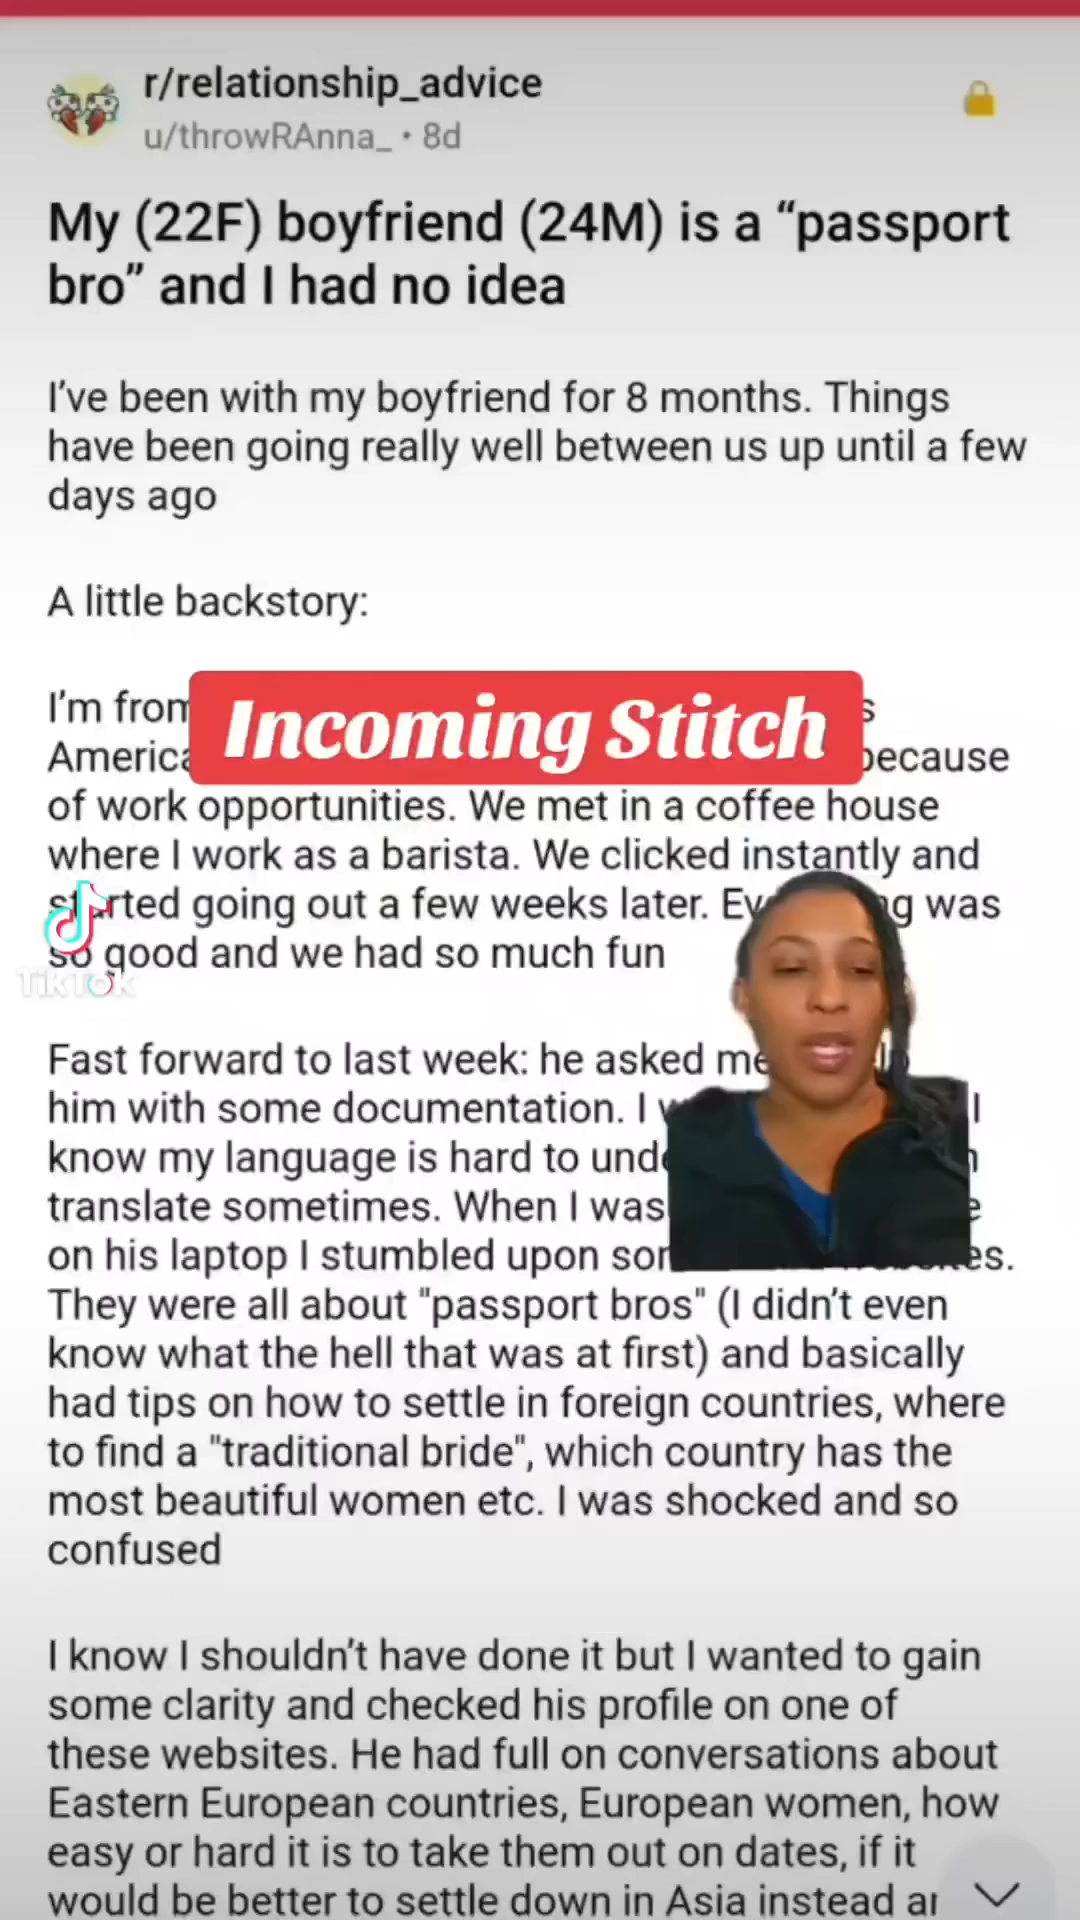 r/relationship_advice
u/throwRAnna_ • 8d
My (22F) boyfriend (24M) is a “passport
bro” and I had no idea
I’ve been with my boyfriend for 8 months. Things
have been going really well between us up until a few
days ago
A little backstory:
I’m from
Incoming Stitch
because
of work opportunities. We met in a coffee house
where I work as a barista. We clicked instantly and
started going out a few weeks later. was
so good and we had so much fun
TikTok
Fast forward to last week: he asked me
him with some documentation. I I
know my language is hard to
translate sometimes. When I was
on his laptop I stumbled upon
They were all about "passport bros" (I didn’t even
know what the hell that was at first) and basically
had tips on how to settle in foreign countries, where
to find a "traditional bride", which country has the
most beautiful women etc. I was shocked and so
confused
I know I shouldn’t have done it but I wanted to gain
some clarity and checked his profile on one of
these websites. He had full on conversations about
Eastern European countries, European women, how
easy or hard it is to take them out on dates, if it
would be better to settle down in Asia instead